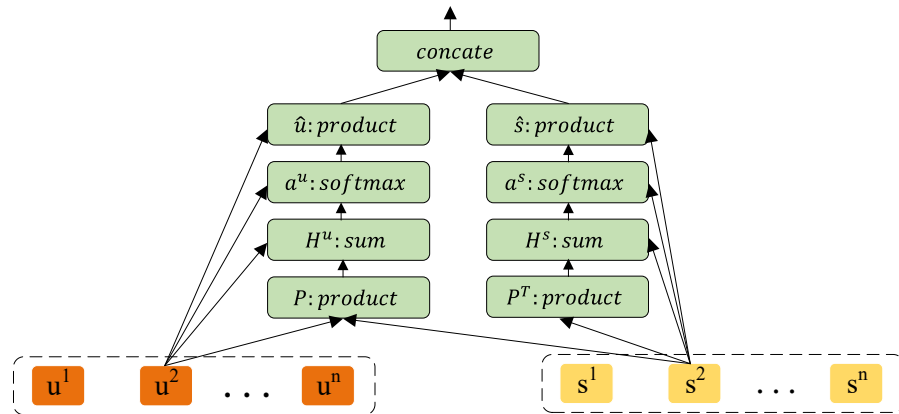 concate
û:product ŝ:product
aᵘ:softmax aˢ:softmax
Hᵘ:sum Hˢ:sum
P:product Pᵀ:product
u¹ u² ... uⁿ s¹ s² ... sⁿ